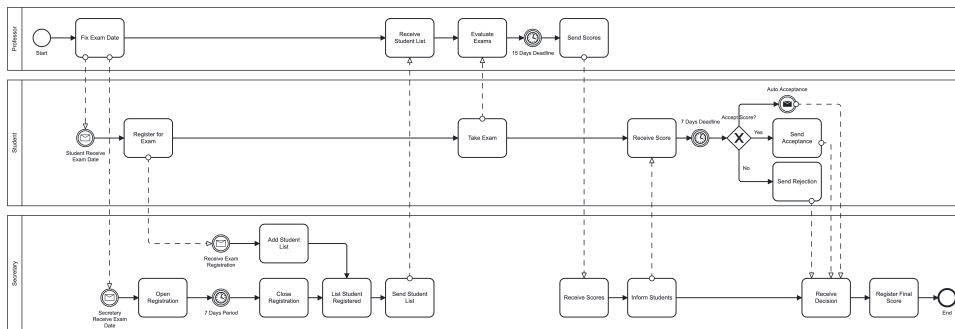 Professor
Start
Fix Exam Date
Receive
Student List
Evaluate
Exams
15 Days Deadline
Send Scores
Student
Student Receive
Exam Date
Register for
Exam
Take Exam
Receive Score
7 Days Deadline
Accept Score?
Auto Acceptance
Yes
Send
Acceptance
No
Send Rejection
Secretary
Receive Exam
Registration
Add Student
List
Secretary
Receive Exam
Date
Open
Registration
7 Days Period
Close
Registration
List Student
Registered
Send Student
List
Receive Scores
Inform Students
Receive
Decision
Register Final
Score
End